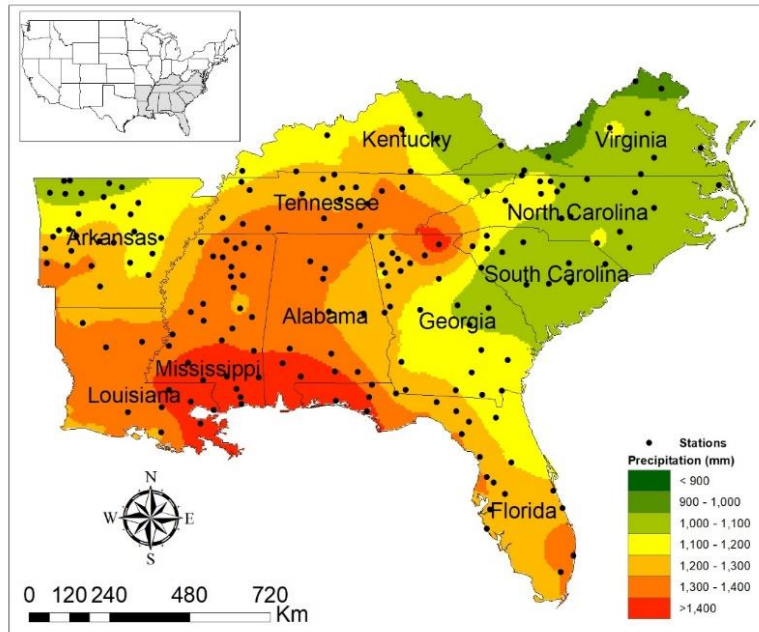 Kentucky
Virginia
Tennessee
North Carolina
Arkansas
South Carolina
Alabama
Georgia
Mississippi
Louisiana
Florida
N
W E
S
0 120 240 480 720
Km
Stations
Precipitation (mm)
< 900
900 - 1,000
1,000 - 1,100
1,100 - 1,200
1,200 - 1,300
1,300 - 1,400
>1,400